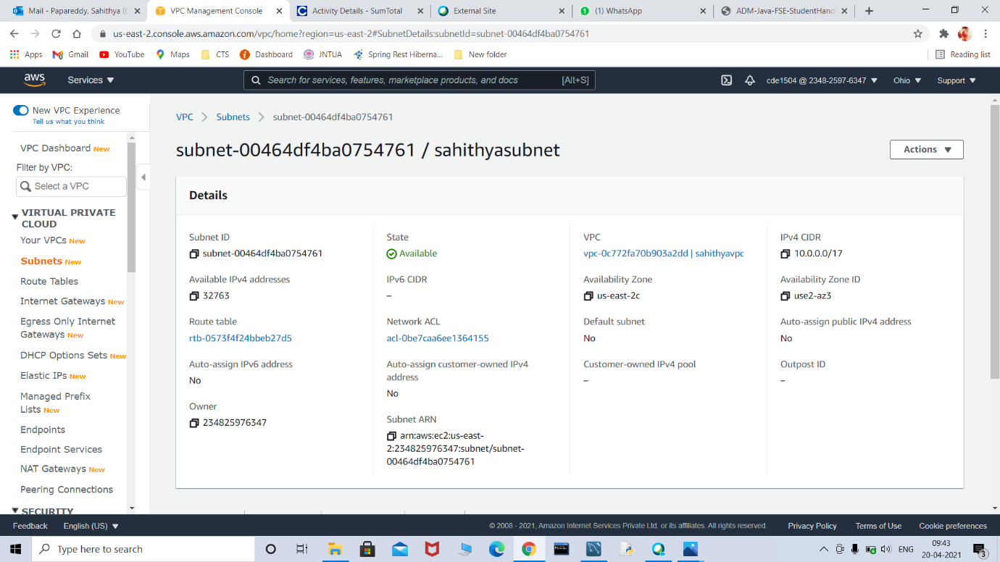 Mail - Papareddy, Sahithya (C
VPC Management Console
Activity Details - SumTotal
External Site
(1) WhatsApp
ADM-Java-FSE-StudentHand
us-east-2.console.aws.amazon.com/vpc/home?region=us-east-2#SubnetDetails:subnetId=subnet-00464df4ba0754761
Apps
Gmail
YouTube
Maps
CTS
Dashboard
JNTUA
Spring Rest Hiberna...
New folder
Reading list
aws
Services
Search for services, features, marketplace products, and docs
[Alt+S]
cde1504 @ 2348-2597-6347
Ohio
Support
New VPC Experience
Tell us what you think
VPC Dashboard New
Filter by VPC:
Select a VPC
VIRTUAL PRIVATE
CLOUD
Your VPCs New
Subnets New
Route Tables
Internet Gateways New
Egress Only Internet
Gateways New
DHCP Options Sets New
Elastic IPs New
Managed Prefix
Lists New
Endpoints
Endpoint Services
NAT Gateways New
Peering Connections
SECURITY
VPC
Subnets
subnet-00464df4ba0754761
subnet-00464df4ba0754761 / sahithyasubnet
Actions
Details
Subnet ID
subnet-00464df4ba0754761
Available IPv4 addresses
32763
Route table
rtb-0573f4f24bbeb27d5
Auto-assign IPv6 address
No
Owner
234825976347
State
Available
IPv6 CIDR
–
Network ACL
acl-0be7caa6ee1364155
Auto-assign customer-owned IPv4
address
No
Subnet ARN
arn:aws:ec2:us-east-
2:234825976347:subnet/subnet-
00464df4ba0754761
VPC
vpc-0c772fa70b903a2dd | sahithyavpc
Availability Zone
us-east-2c
Default subnet
No
Customer-owned IPv4 pool
–
IPv4 CIDR
10.0.0.0/17
Availability Zone ID
use2-az3
Auto-assign public IPv4 address
No
Outpost ID
–
Feedback
English (US)
© 2008 - 2021, Amazon Internet Services Private Ltd. or its affiliates. All rights reserved.
Privacy Policy
Terms of Use
Cookie preferences
Type here to search
ENG
09:43
20-04-2021
3